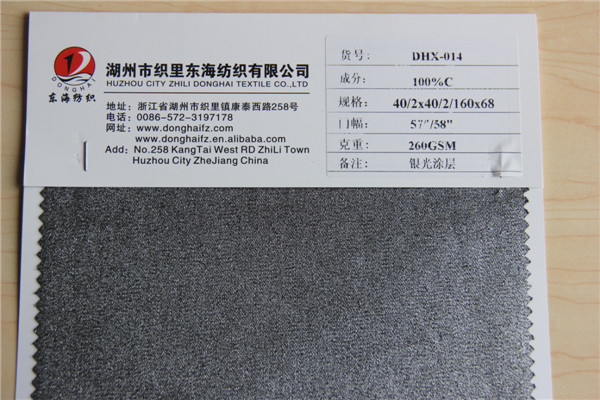 DONGHAI
东海纺织
湖州市织里东海纺织有限公司
HUZHOU CITY ZHILI DONGHAI TEXTILE CO.,LTD
地址：浙江省湖州市织里镇康泰西路258号
电话：0086-572-3197178
网址：www.donghaifz.com
www.donghaifz.en.alibaba.com
Add：No.258 KangTai West RD ZhiLi Town
Huzhou City ZheJiang China
货号： DHX-014
成分： 100%C
规格： 40/2x40/2/160x68
门幅： 57"/58"
克重： 260GSM
备注： 银光涂层